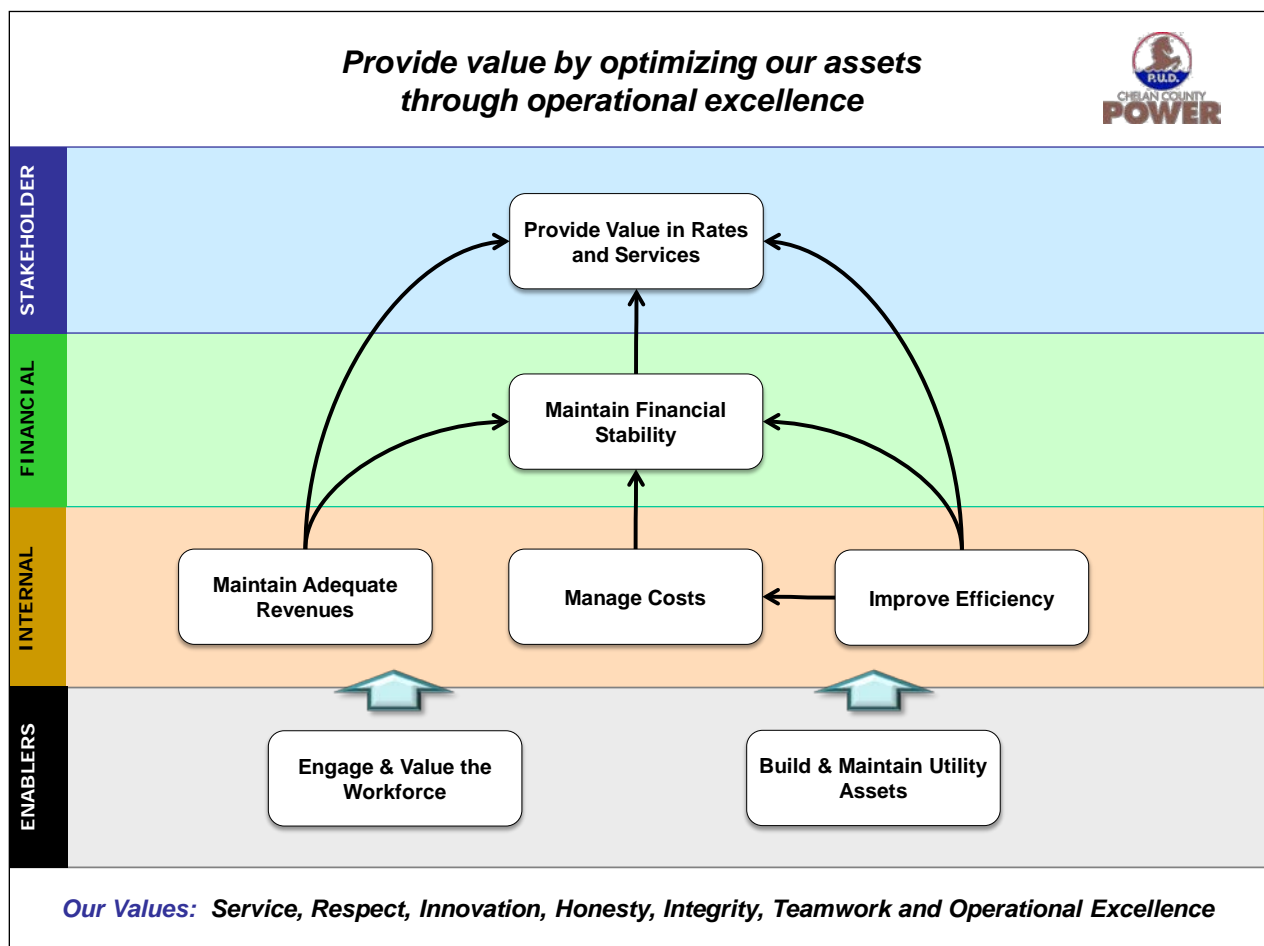 Provide value by optimizing our assets
through operational excellence
P.U.D.
CHELAN COUNTY
POWER
STAKEHOLDER
Provide Value in Rates
and Services
FINANCIAL
Maintain Financial
Stability
INTERNAL
Maintain Adequate
Revenues
Manage Costs
Improve Efficiency
ENABLERS
Engage & Value the
Workforce
Build & Maintain Utility
Assets
Our Values: Service, Respect, Innovation, Honesty, Integrity, Teamwork and Operational Excellence